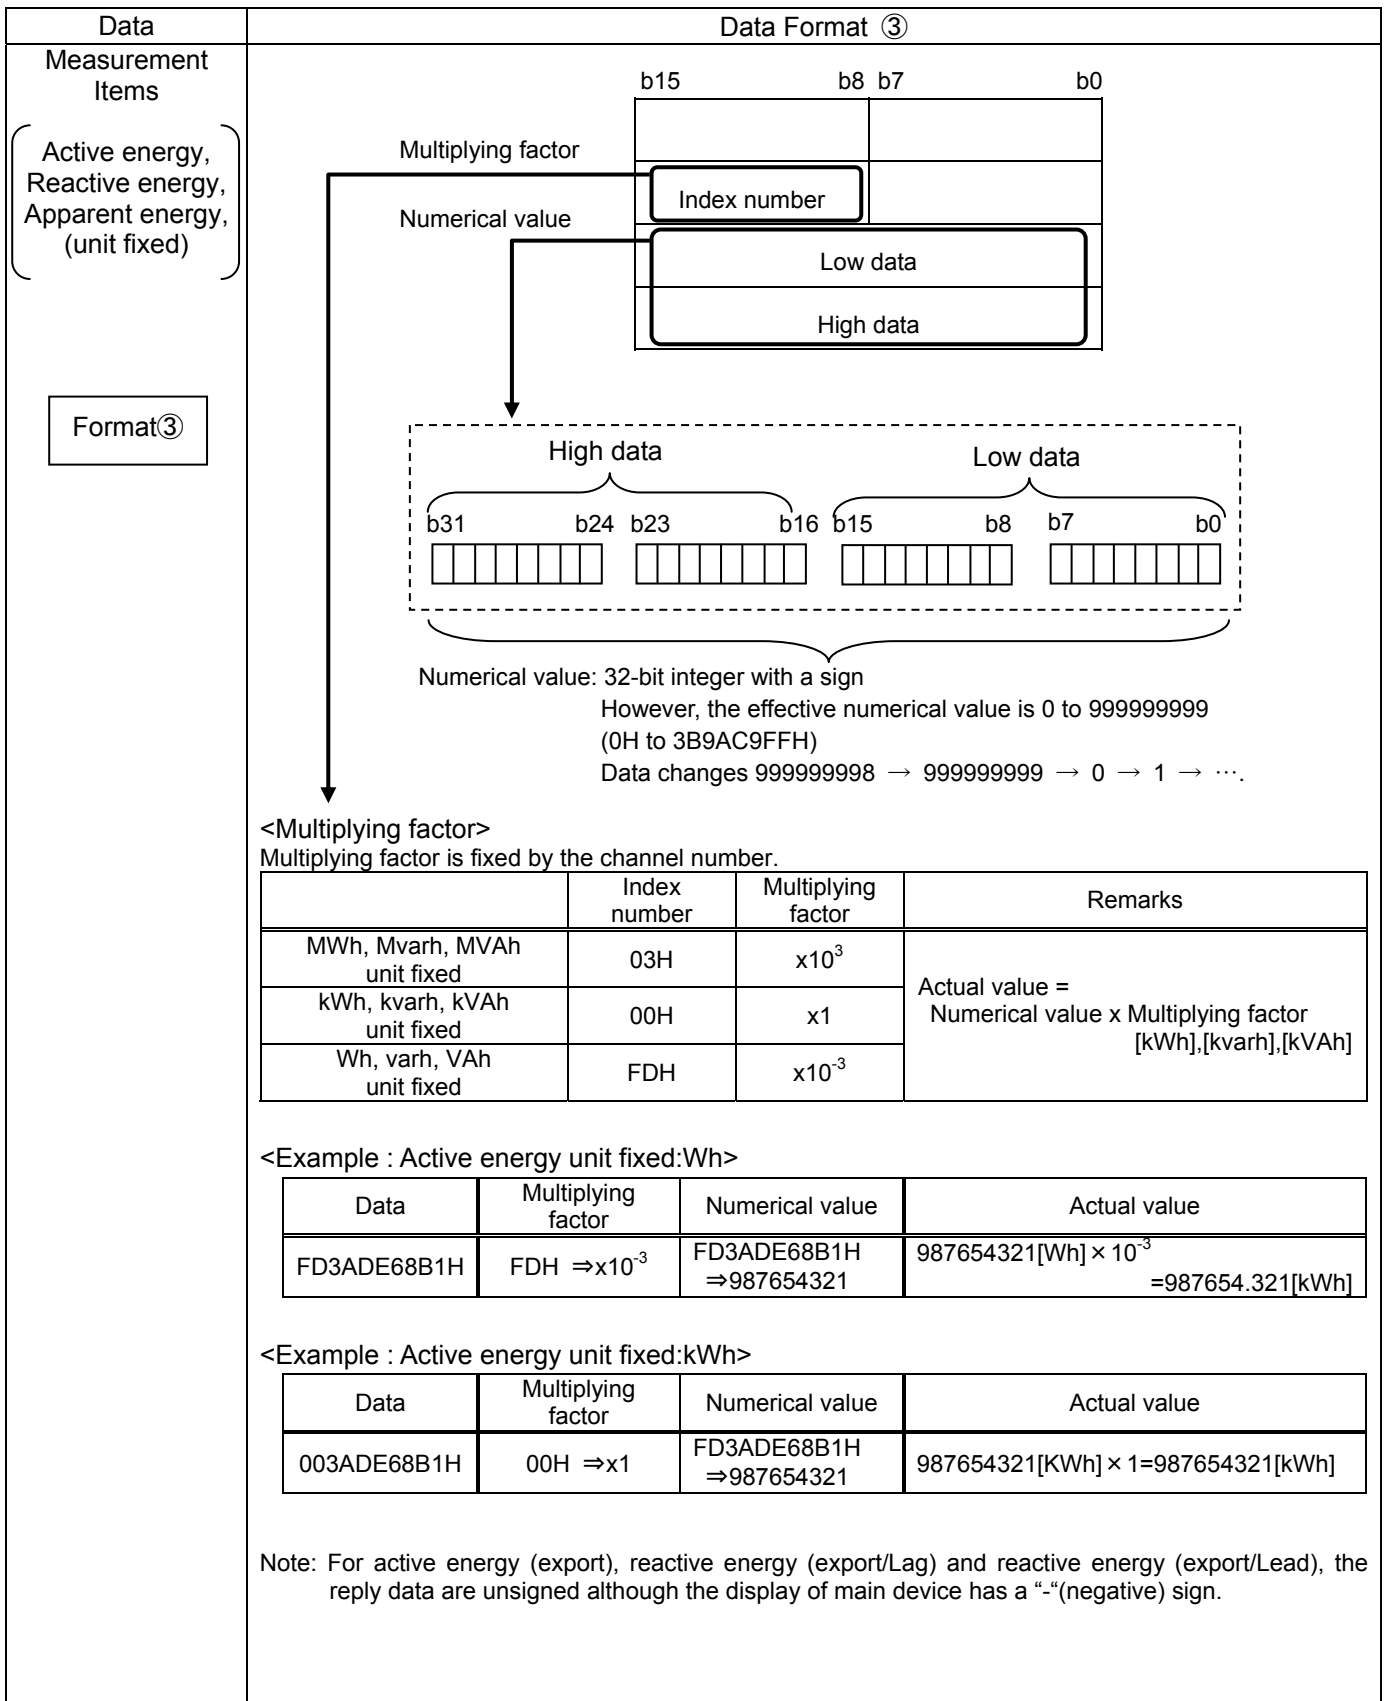 Data
Data Format ③
Measurement
Items
Active energy,
Reactive energy,
Apparent energy,
(unit fixed)
Format③
b15 b8 b7 b0
Multiplying factor
Index number
Numerical value
Low data
High data
High data Low data
b31 b24 b23 b16 b15 b8 b7 b0
Numerical value: 32-bit integer with a sign
However, the effective numerical value is 0 to 999999999
(0H to 3B9AC9FFH)
Data changes 999999998 → 999999999 → 0 → 1 → ⋯.
<Multiplying factor>
Multiplying factor is fixed by the channel number.
Index
number
Multiplying
factor
Remarks
MWh, Mvarh, MVAh
unit fixed
03H
x10³
kWh, kvarh, kVAh
unit fixed
00H
x1
Wh, varh, VAh
unit fixed
FDH
x10⁻³
Actual value =
Numerical value x Multiplying factor
[kWh],[kvarh],[kVAh]
<Example : Active energy unit fixed:Wh>
Data
Multiplying
factor
Numerical value
Actual value
FD3ADE68B1H
FDH ⇒x10⁻³
FD3ADE68B1H
⇒987654321
987654321[Wh]×10⁻³
=987654.321[kWh]
<Example : Active energy unit fixed:kWh>
Data
Multiplying
factor
Numerical value
Actual value
003ADE68B1H
00H ⇒x1
FD3ADE68B1H
⇒987654321
987654321[KWh]×1=987654321[kWh]
Note: For active energy (export), reactive energy (export/Lag) and reactive energy (export/Lead), the
reply data are unsigned although the display of main device has a “-“(negative) sign.